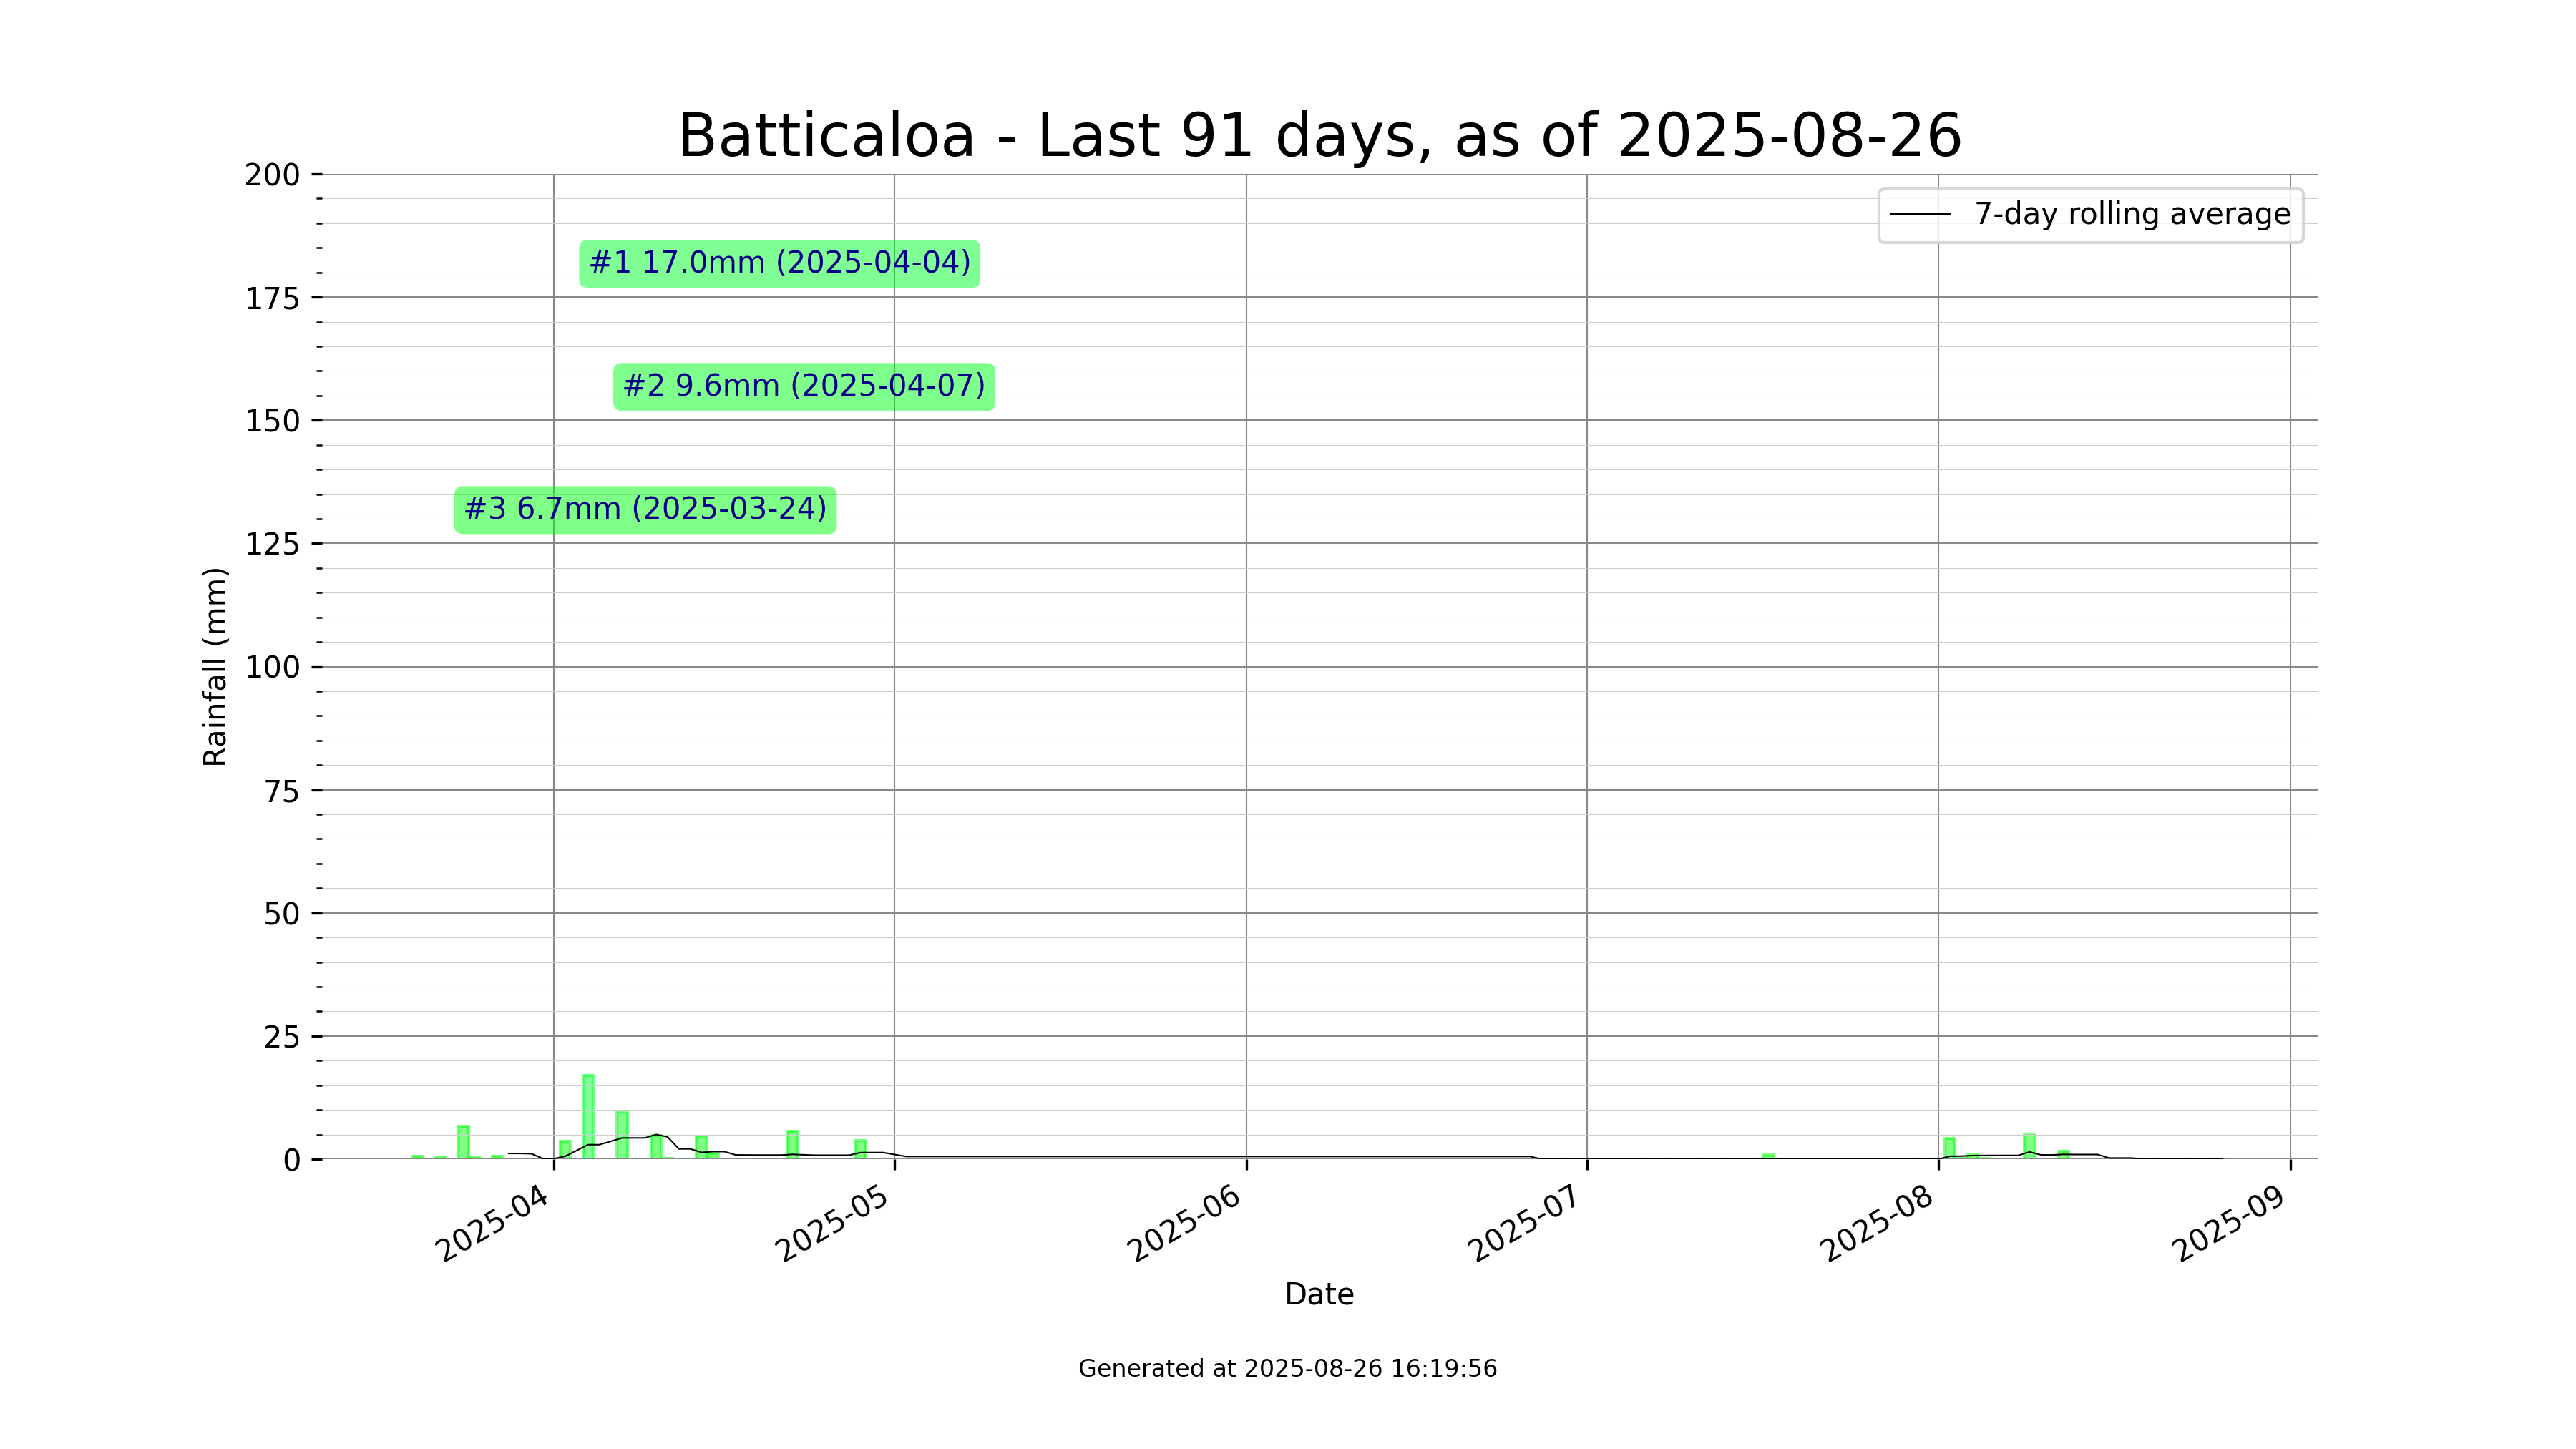 Batticaloa - Last 91 days, as of 2025-08-26
200
175
150
125
100
75
50
25
0
Rainfall (mm)
7-day rolling average
#1 17.0mm (2025-04-04)
#2 9.6mm (2025-04-07)
#3 6.7mm (2025-03-24)
2025-04
2025-05
2025-06
2025-07
2025-08
2025-09
Date
Generated at 2025-08-26 16:19:56